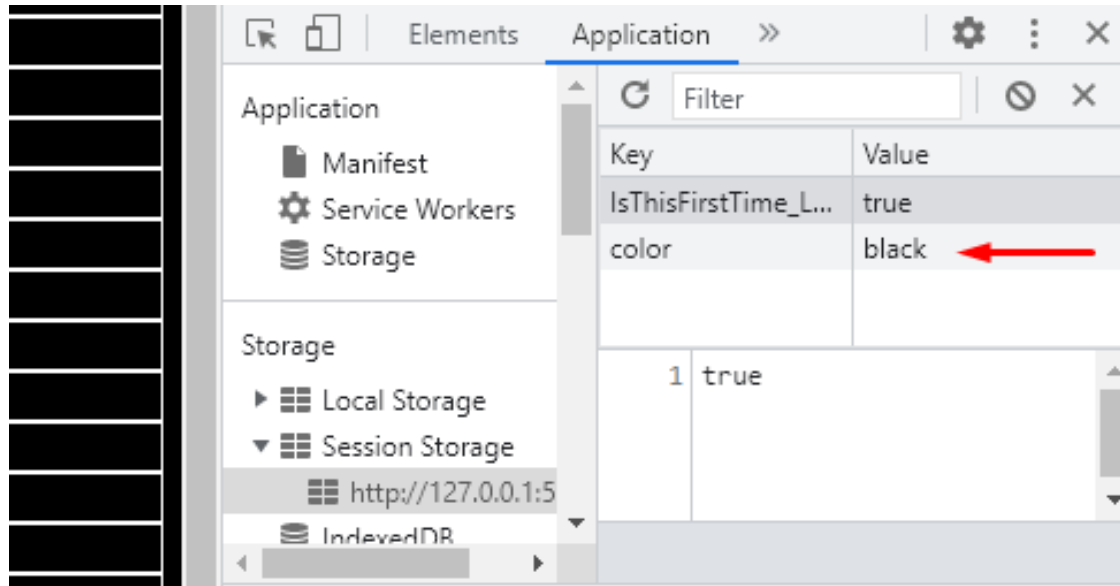 Elements Application »
Application
Manifest
Service Workers
Storage
Storage
Local Storage
Session Storage
http://127.0.0.1:5
IndexedDB
Filter
Key Value
IsThisFirstTime_L... true
color black
1 true